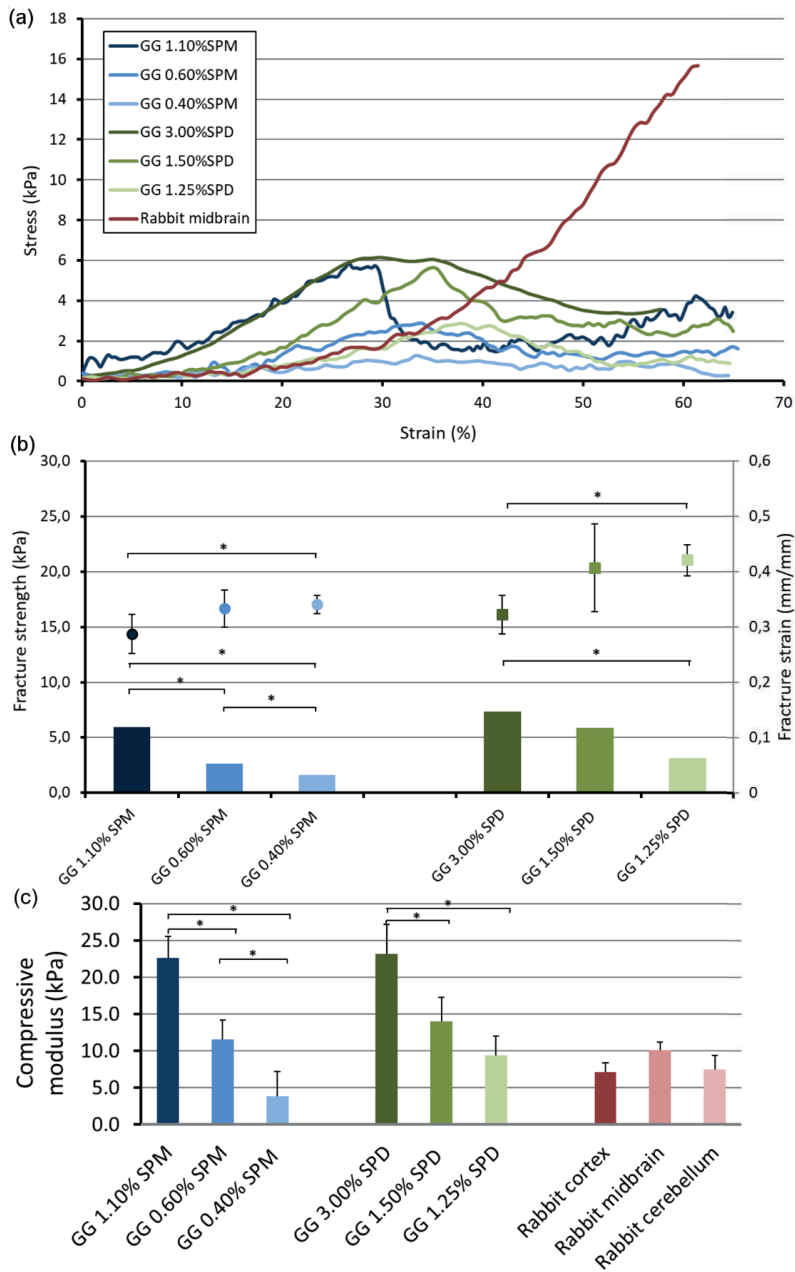 (a)
18
16
14
12
10
8
6
4
2
0
Stress (kPa)
GG 1.10%SPM
GG 0.60%SPM
GG 0.40%SPM
GG 3.00%SPD
GG 1.50%SPD
GG 1.25%SPD
Rabbit midbrain
0 10 20 30 40 50 60 70
Strain (%)
(b)
30,0
25,0
20,0
15,0
10,0
5,0
0,0
Fracture strength (kPa)
* *
* *
* *
0,6
0,5
0,4
0,3
0,2
0,1
0
Fractrure strain (mm/mm)
GG 1.10% SPM
GG 0.60% SPM
GG 0.40% SPM
GG 3.00% SPD
GG 1.50% SPD
GG 1.25% SPD
(c)
30.0
25.0
20.0
15.0
10.0
5.0
0.0
Compressive
modulus (kPa)
* *
* *
*
GG 1.10% SPM
GG 0.60% SPM
GG 0.40% SPM
GG 3.00% SPD
GG 1.50% SPD
GG 1.25% SPD
Rabbit cortex
Rabbit midbrain
Rabbit cerebellum